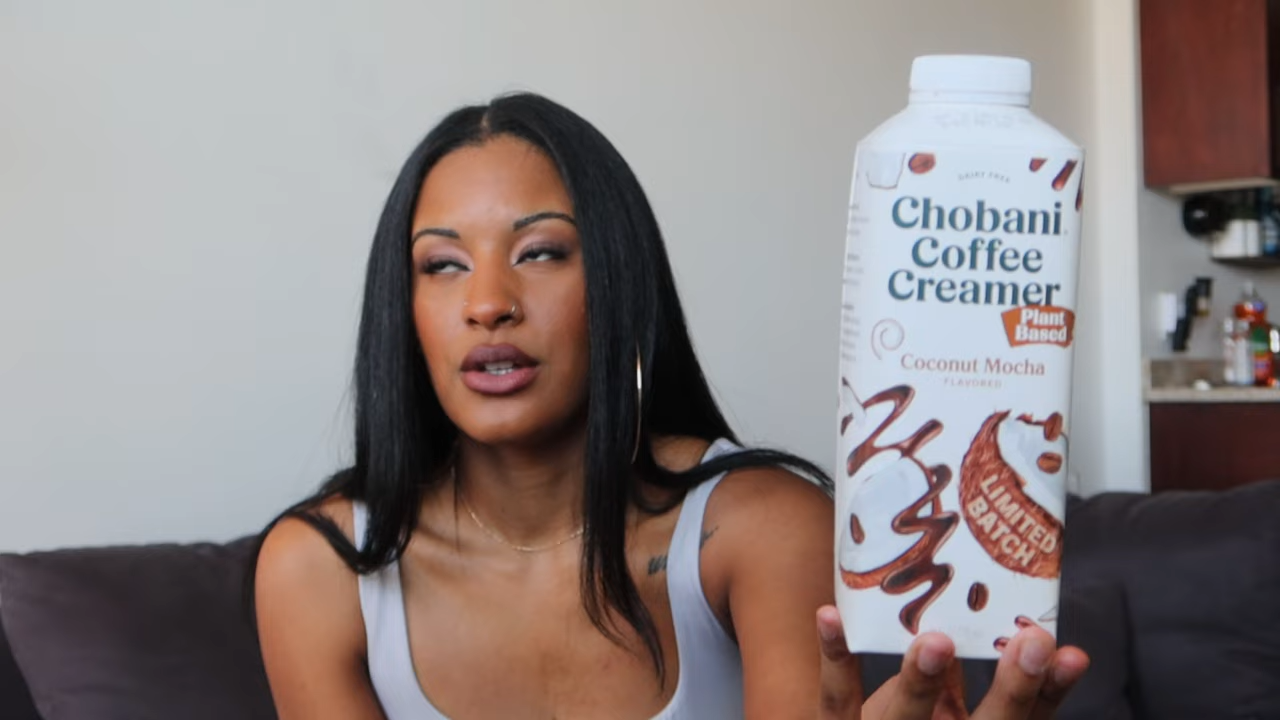 DAIRY FREE
Chobani
Coffee
Creamer
Plant
Based
Coconut Mocha
FLAVORED
LIMITED
BATCH